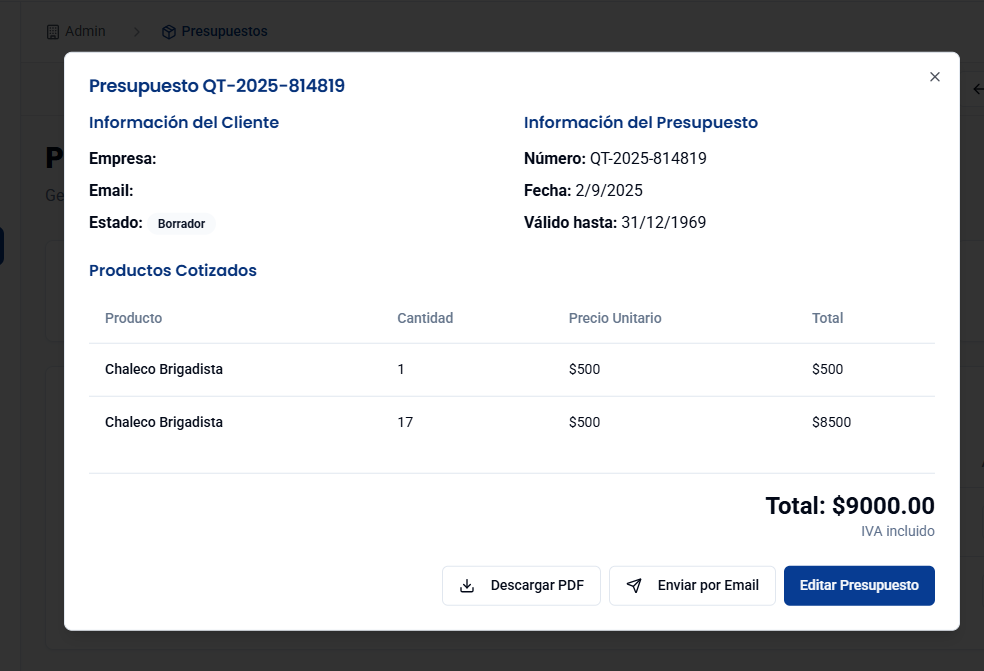 Admin > Presupuestos
Presupuesto QT-2025-814819
Información del Cliente
Empresa:
Email:
Estado: Borrador
Información del Presupuesto
Número: QT-2025-814819
Fecha: 2/9/2025
Válido hasta: 31/12/1969
Productos Cotizados
Producto Cantidad Precio Unitario Total
Chaleco Brigadista 1 $500 $500
Chaleco Brigadista 17 $500 $8500
Total: $9000.00
IVA incluido
Descargar PDF Enviar por Email Editar Presupuesto